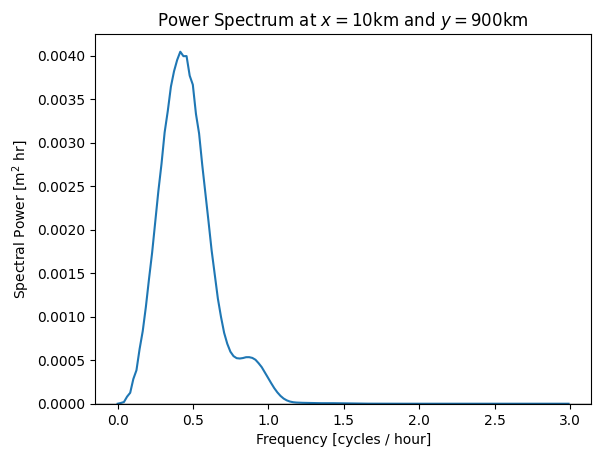 Power Spectrum at x = 10km and y = 900km
Spectral Power [m² hr]
0.0040
0.0035
0.0030
0.0025
0.0020
0.0015
0.0010
0.0005
0.0000
0.0 0.5 1.0 1.5 2.0 2.5 3.0
Frequency [cycles / hour]